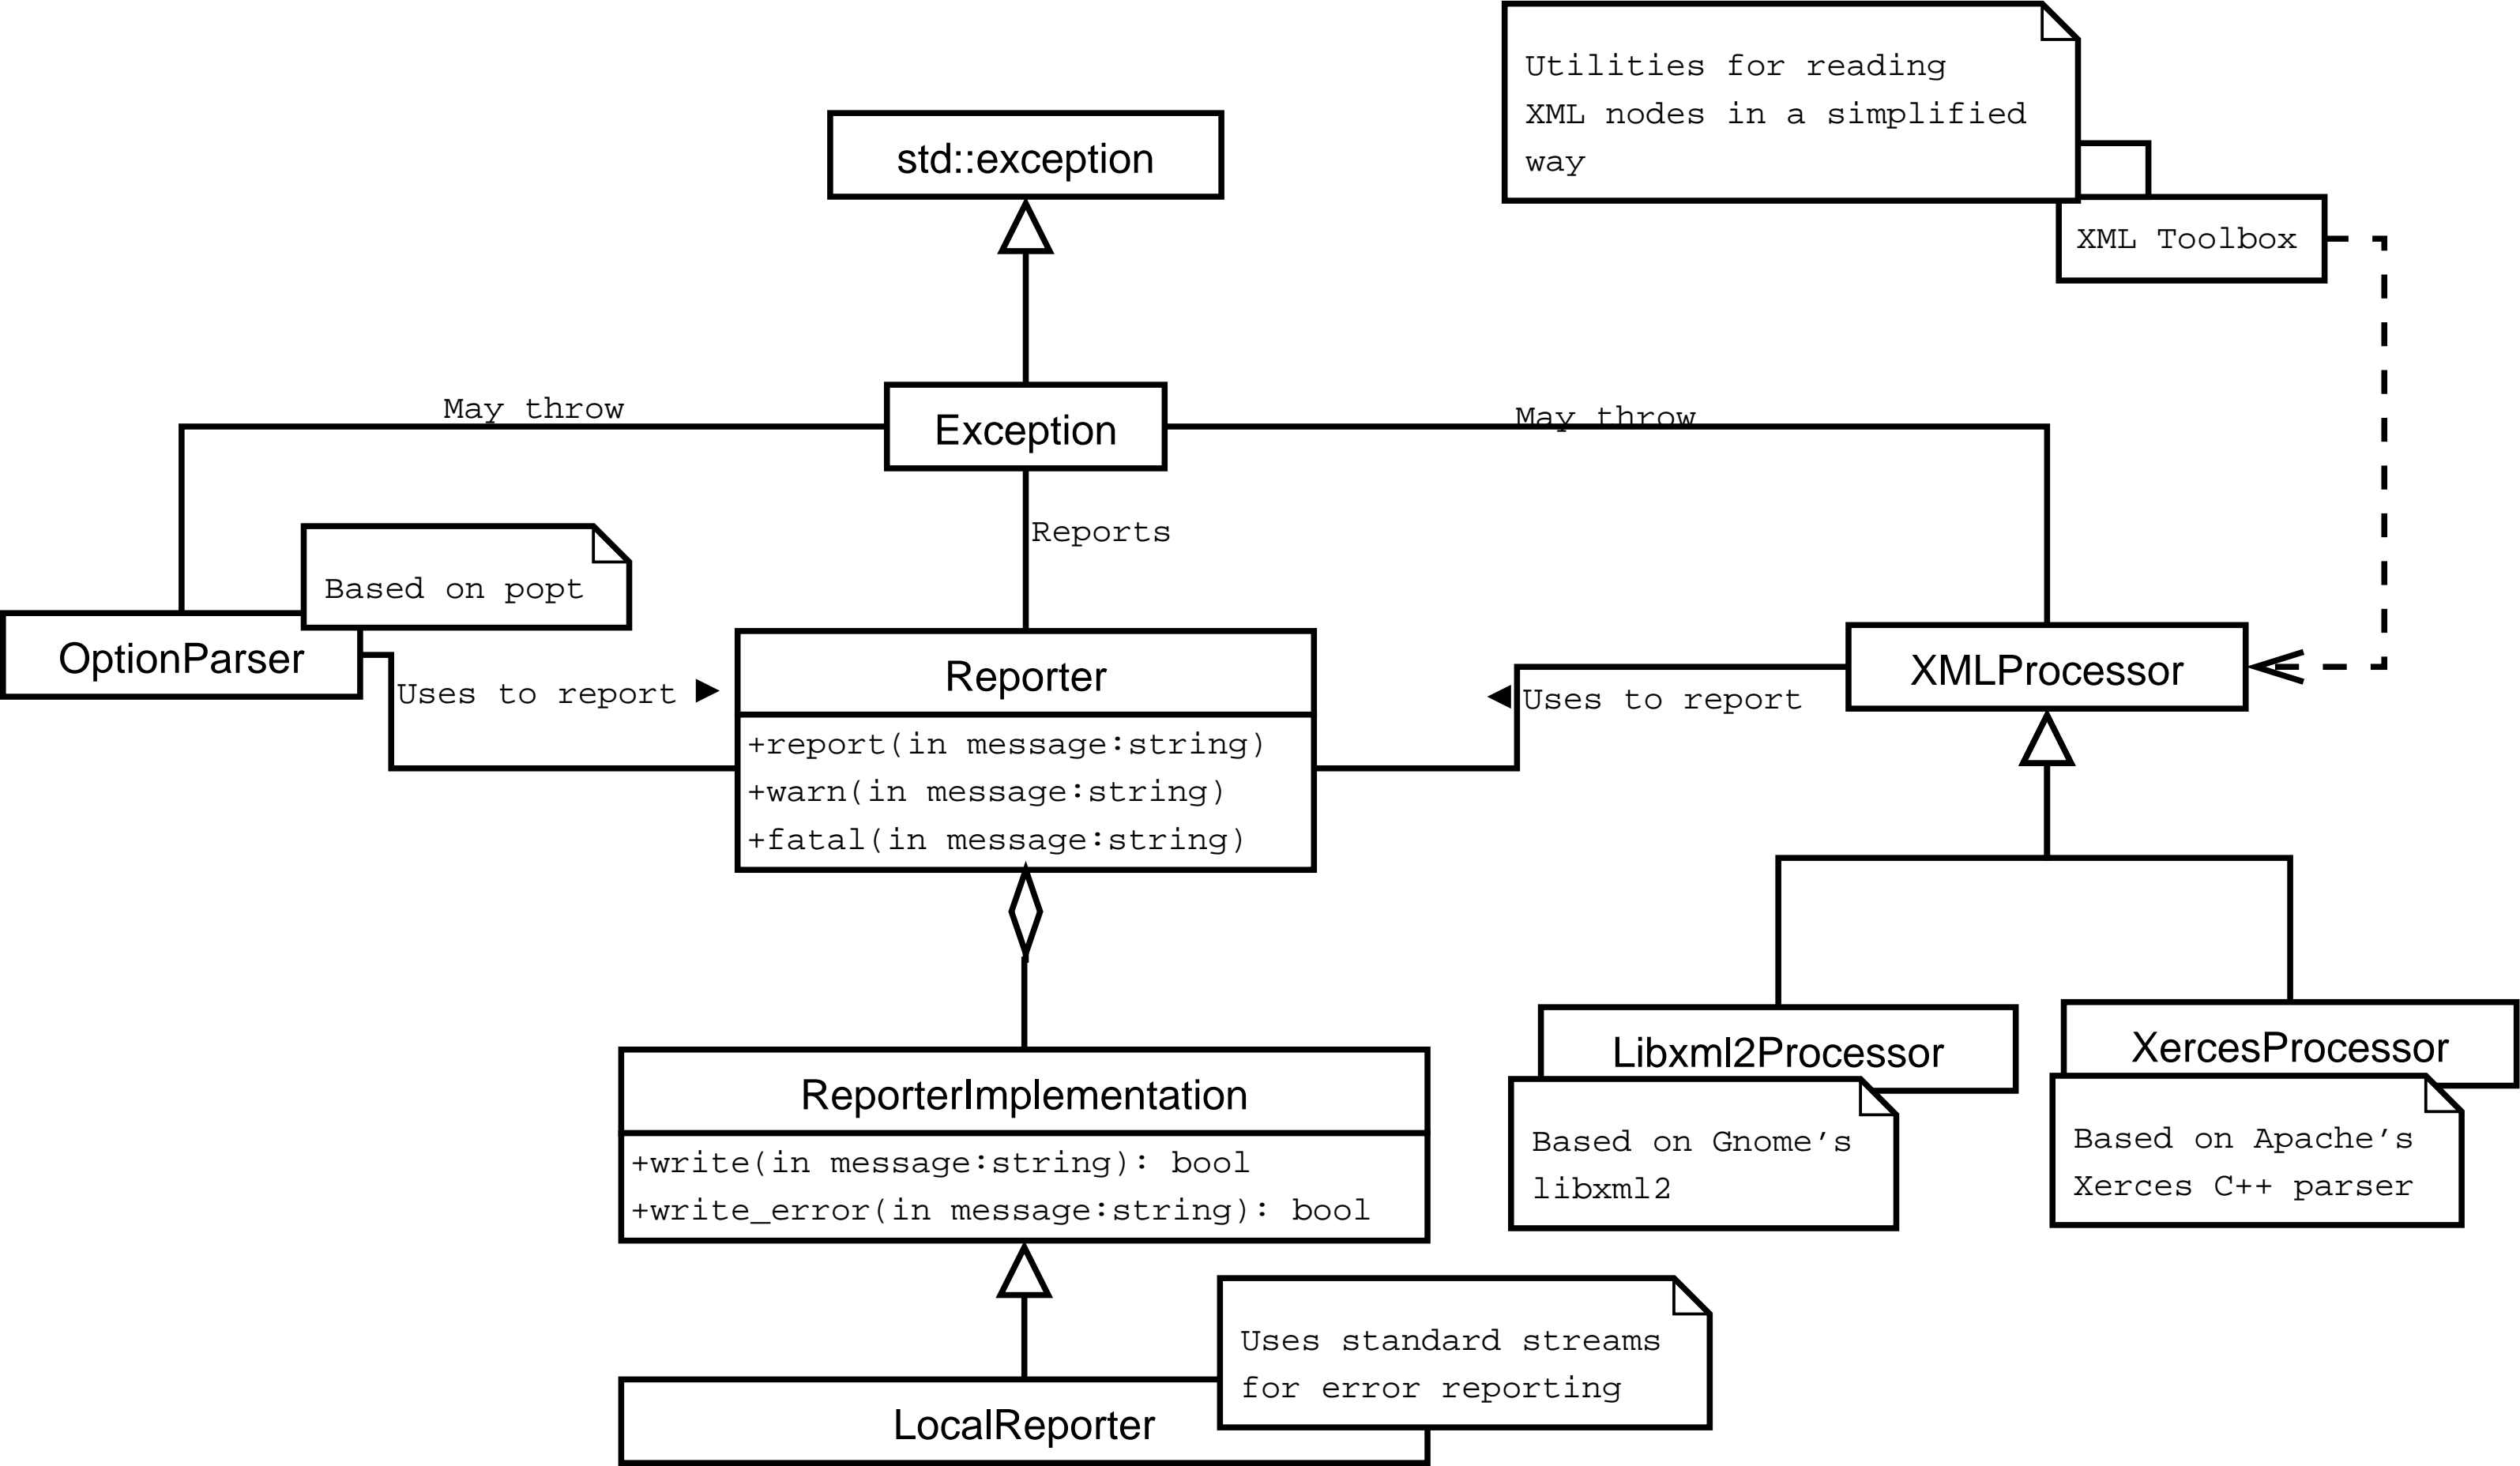 Utilities for reading
XML nodes in a simplified
way
std::exception
XML Toolbox
May throw
Exception
May throw
Reports
Based on popt
OptionParser
Uses to report ►
Reporter
+report(in message:string)
+warn(in message:string)
+fatal(in message:string)
◄ Uses to report
XMLProcessor
ReporterImplementation
+write(in message:string): bool
+write_error(in message:string): bool
Libxml2Processor
Based on Gnome’s
libxml2
XercesProcessor
Based on Apache’s
Xerces C++ parser
Uses standard streams
for error reporting
LocalReporter